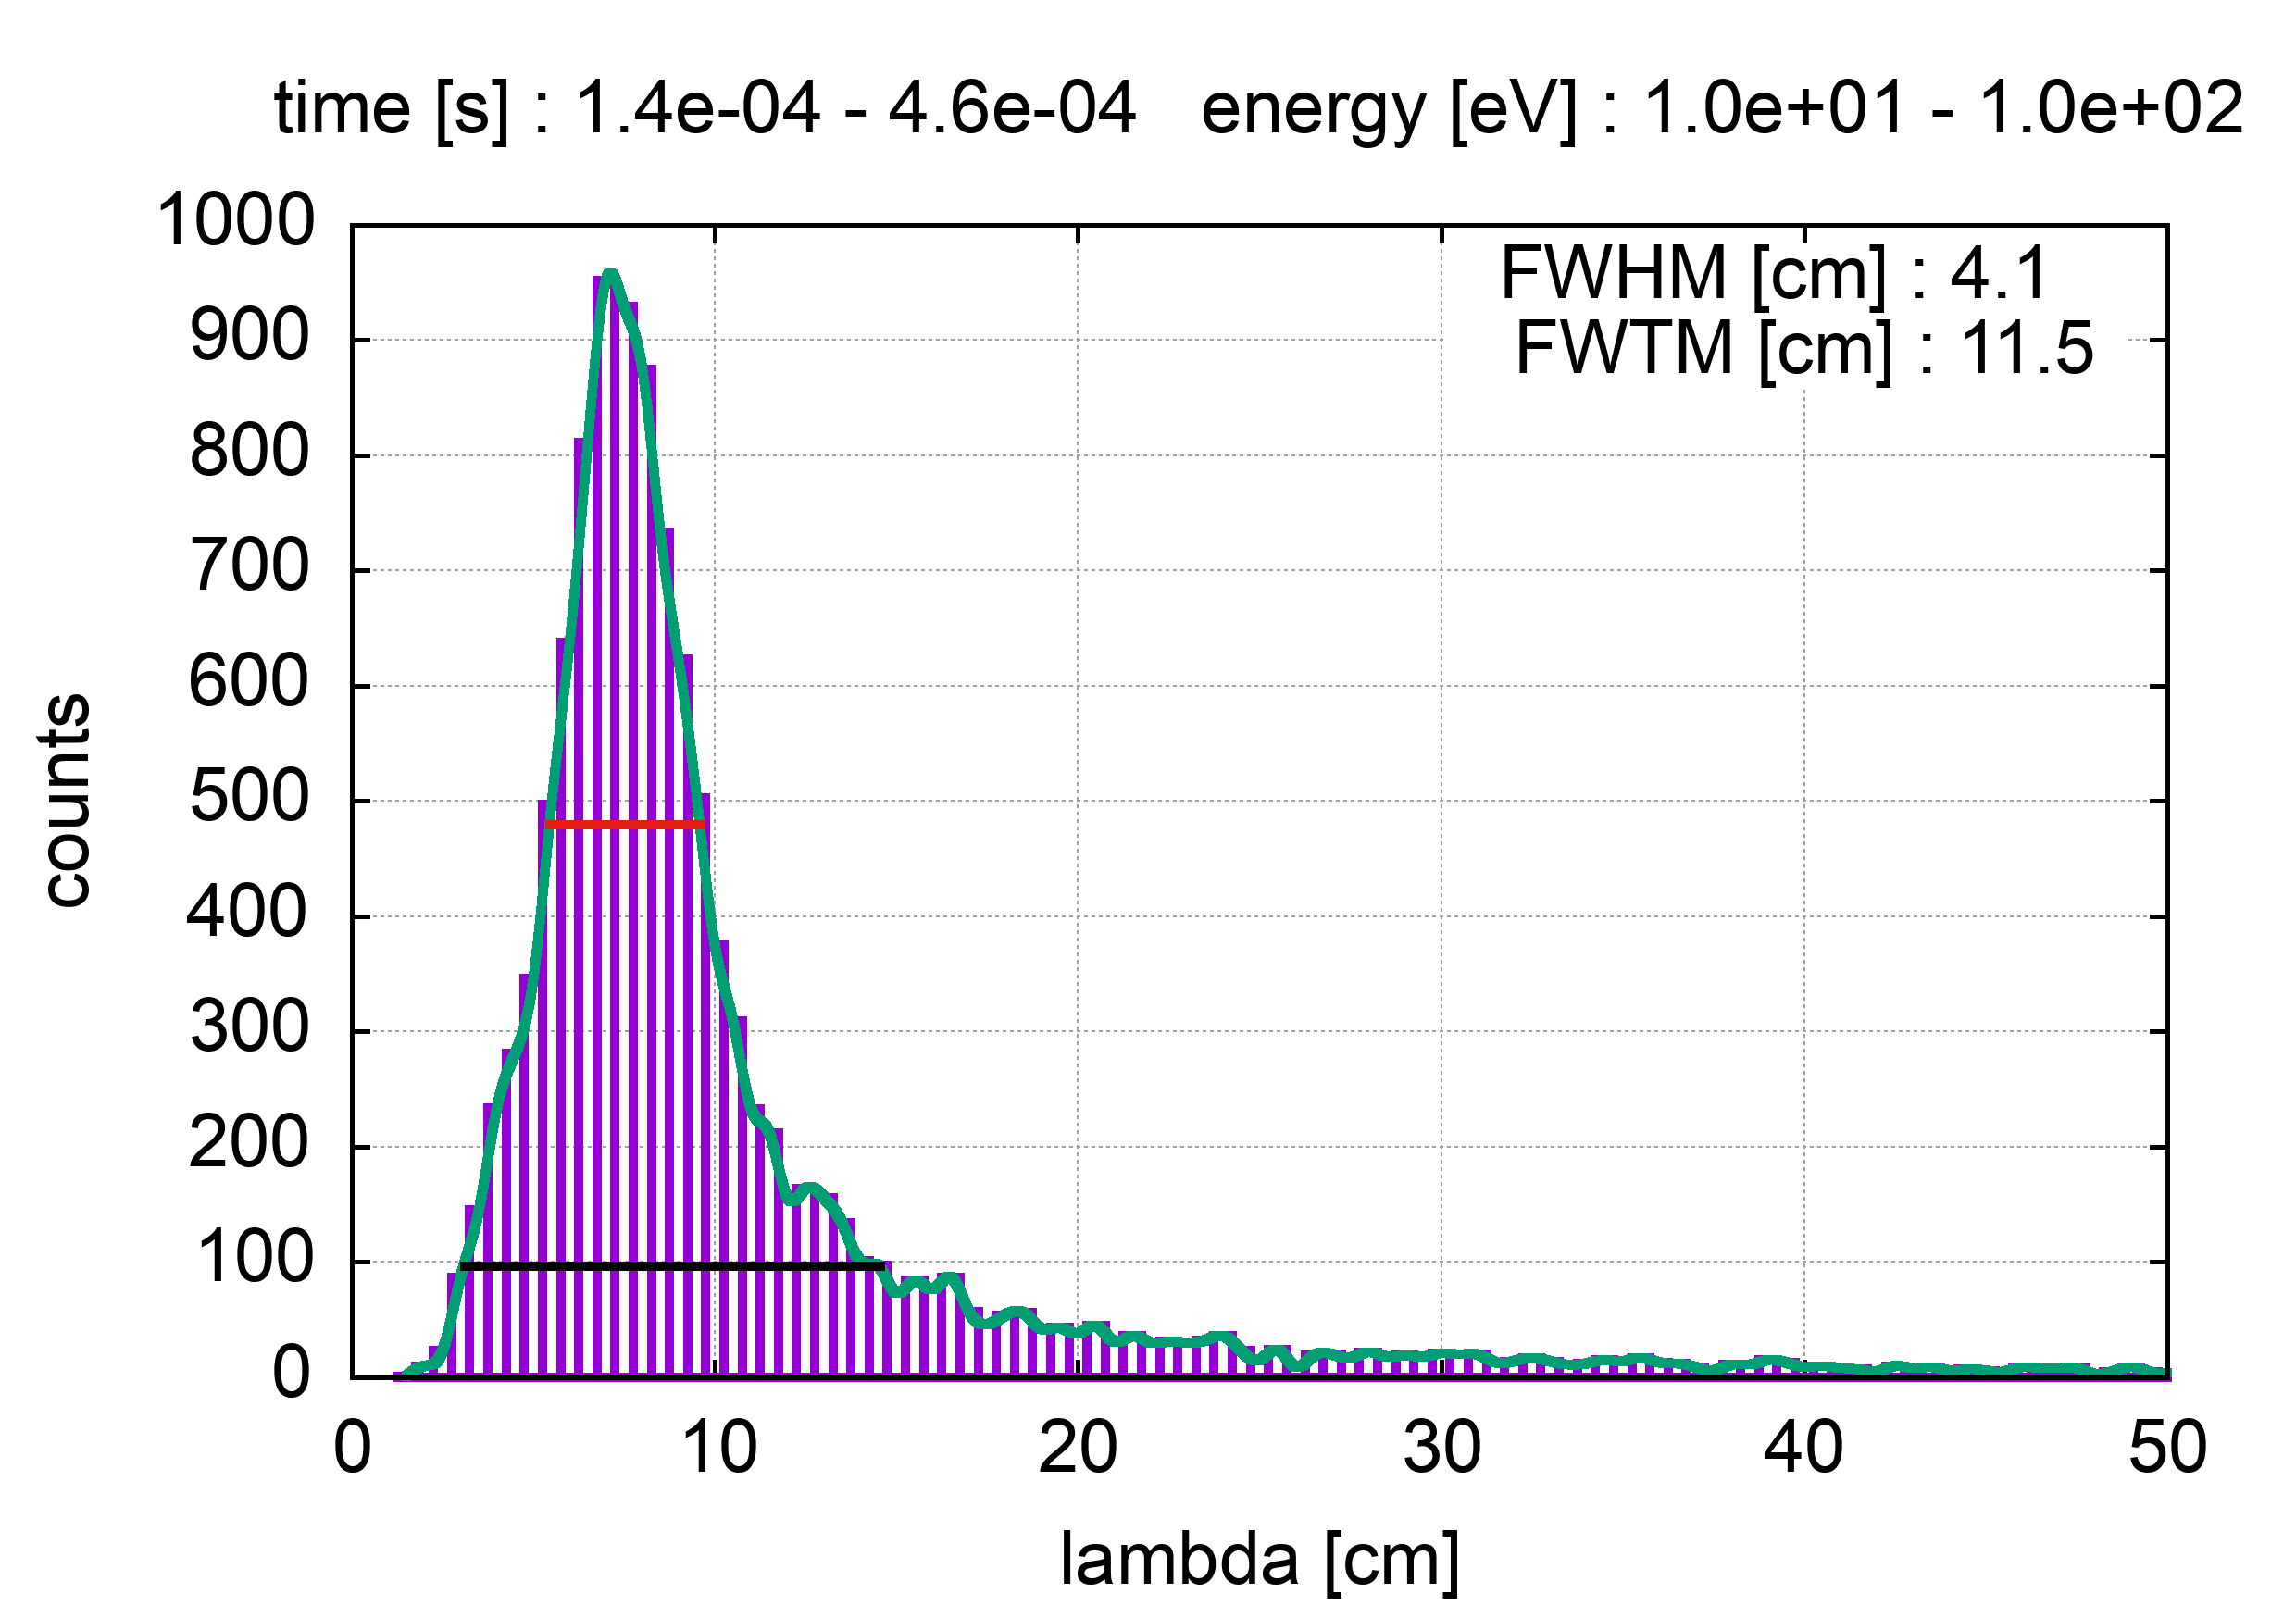 time [s] : 1.4e-04 - 4.6e-04   energy [eV] : 1.0e+01 - 1.0e+02
FWHM [cm] : 4.1
FWTM [cm] : 11.5
1000
900
800
700
600
500
400
300
200
100
0
counts
0 10 20 30 40 50
lambda [cm]